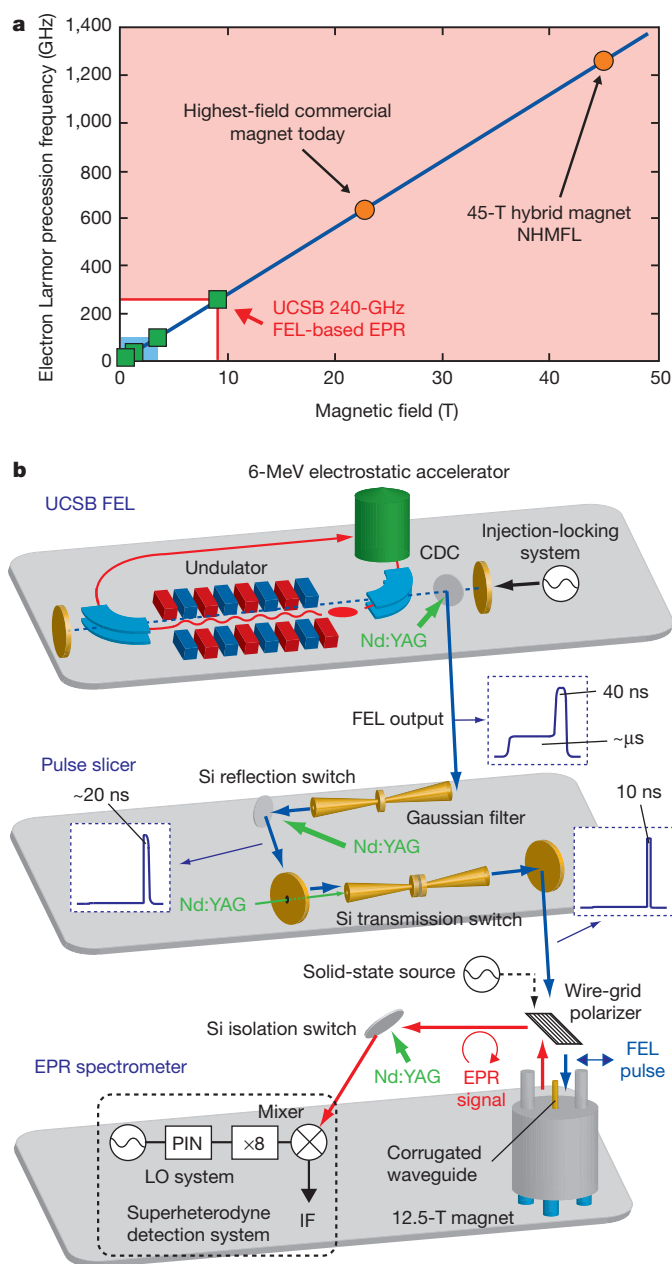 a
Electron Larmor precession frequency (GHz)
1,400
1,200
1,000
800
600
400
200
0
Highest-field commercial
magnet today
45-T hybrid magnet
NHMFL
UCSB 240-GHz
FEL-based EPR
0
10
20
30
40
50
Magnetic field (T)
b
6-MeV electrostatic accelerator
UCSB FEL
Undulator
CDC
Injection-locking
system
Nd:YAG
FEL output
40 ns
~μs
Pulse slicer
Si reflection switch
~20 ns
Gaussian filter
10 ns
Nd:YAG
Nd:YAG
Si transmission switch
Solid-state source
Wire-grid
polarizer
Si isolation switch
EPR spectrometer
Nd:YAG
EPR
signal
FEL
pulse
Mixer
PIN
×8
LO system
Corrugated
waveguide
Superheterodyne
detection system
IF
12.5-T magnet